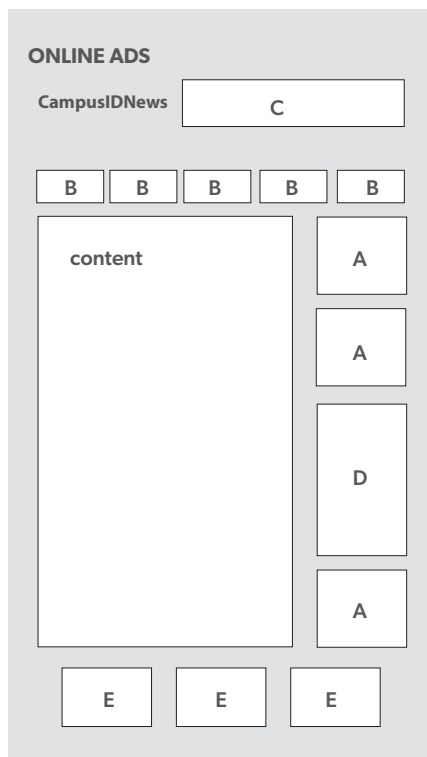 ONLINE ADS
CampusIDNews
C
B B B B B
content
A
A
D
A
E E E